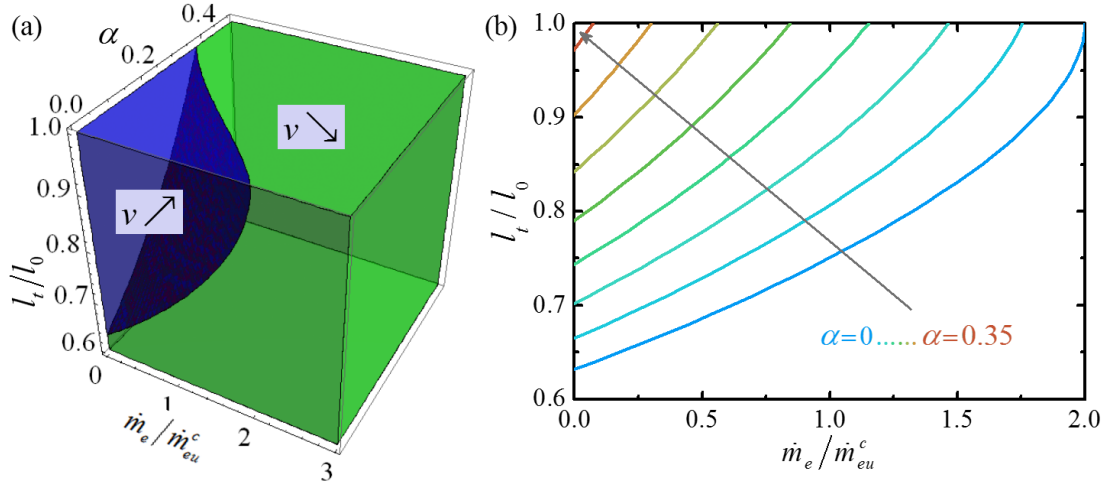 (a)
α
0.4
0.2
0.0
1.0
0.9
0.8
0.7
0.6
l_t/l_0
v ↘
v ↗
0
1
2
3
ṁ_e/ṁ_eu^c
(b)
1.0
0.9
0.8
0.7
0.6
l_t / l_0
α=0 ...... α=0.35
0.0 0.5 1.0 1.5 2.0
ṁ_e / ṁ_eu^c